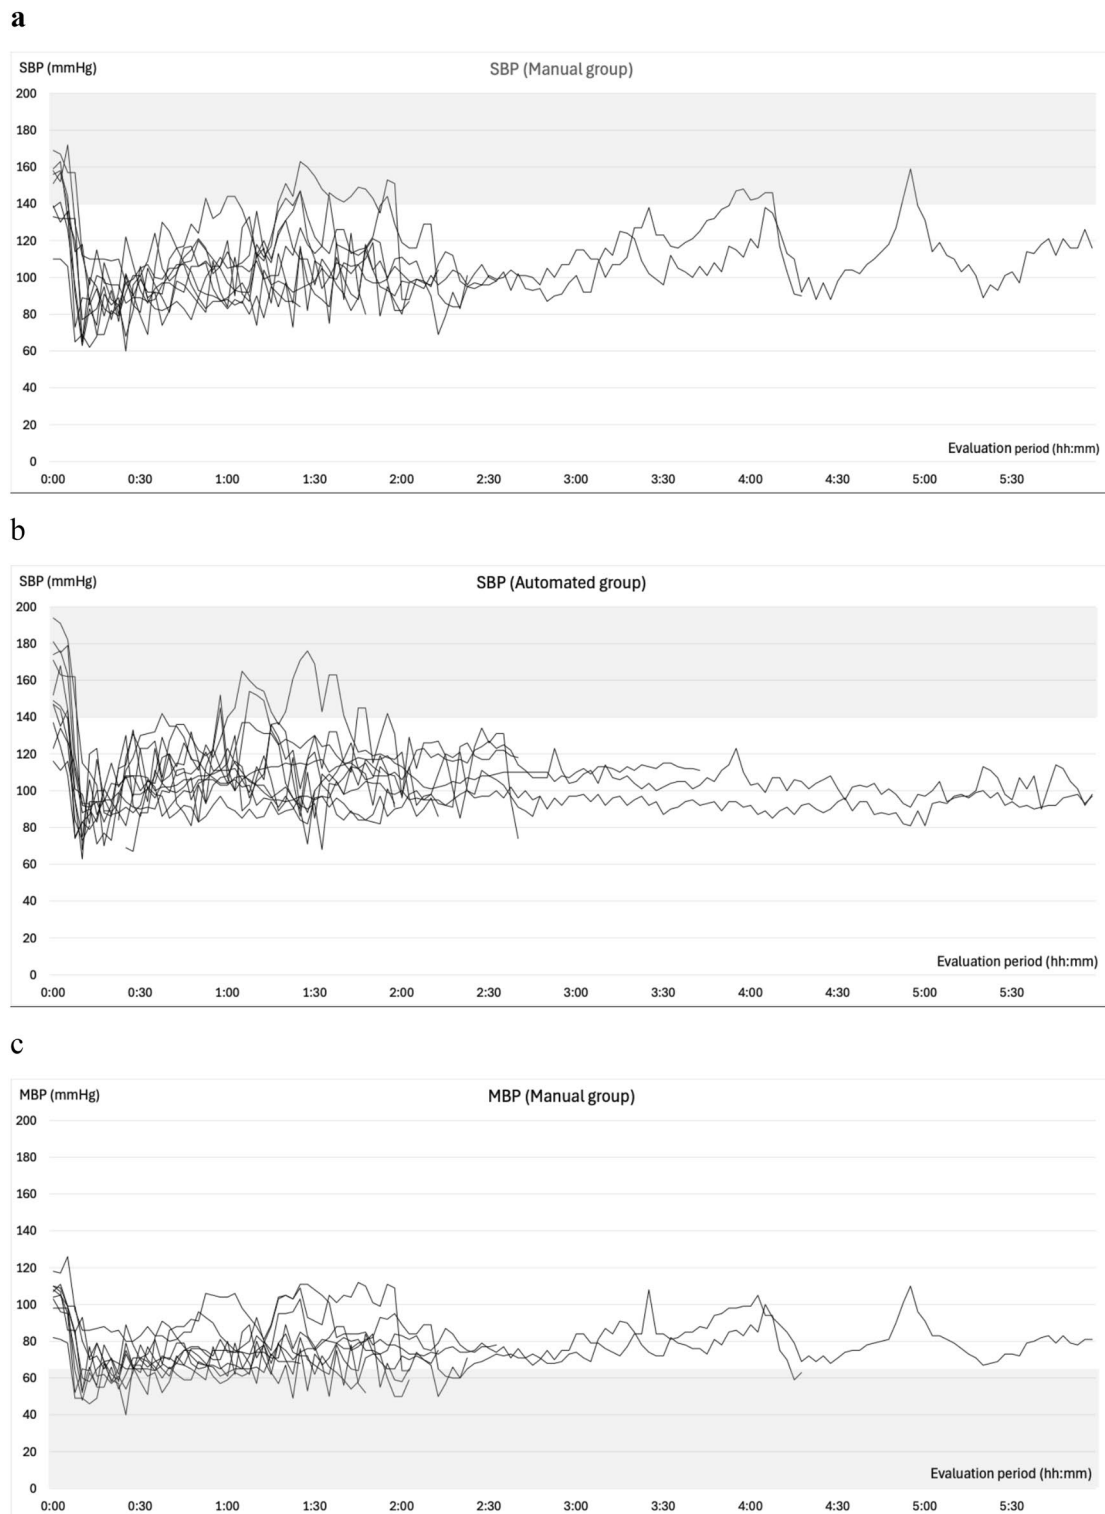 a
SBP (mmHg)
SBP (Manual group)
200
180
160
140
120
100
80
60
40
20
0
Evaluation period (hh:mm)
0:00 0:30 1:00 1:30 2:00 2:30 3:00 3:30 4:00 4:30 5:00 5:30
b
SBP (mmHg)
SBP (Automated group)
200
180
160
140
120
100
80
60
40
20
0
Evaluation period (hh:mm)
0:00 0:30 1:00 1:30 2:00 2:30 3:00 3:30 4:00 4:30 5:00 5:30
c
MBP (mmHg)
MBP (Manual group)
200
180
160
140
120
100
80
60
40
20
0
Evaluation period (hh:mm)
0:00 0:30 1:00 1:30 2:00 2:30 3:00 3:30 4:00 4:30 5:00 5:30